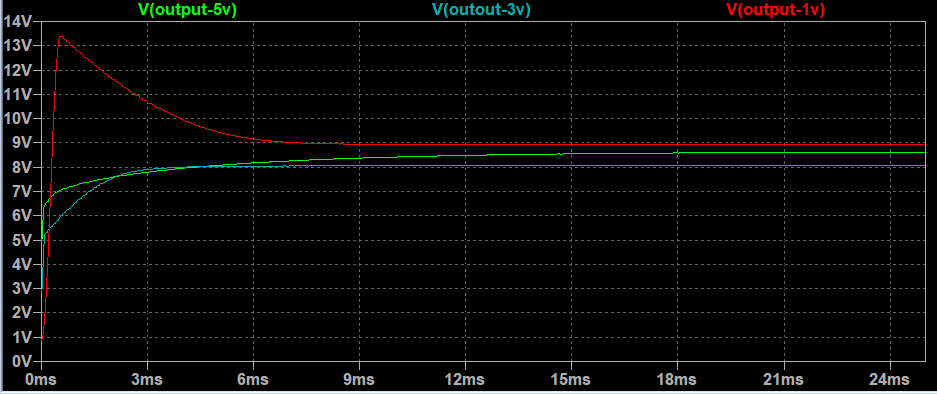 V(output-5v) V(outout-3v) V(output-1v)
14V
13V
12V
11V
10V
9V
8V
7V
6V
5V
4V
3V
2V
1V
0V
0ms 3ms 6ms 9ms 12ms 15ms 18ms 21ms 24ms